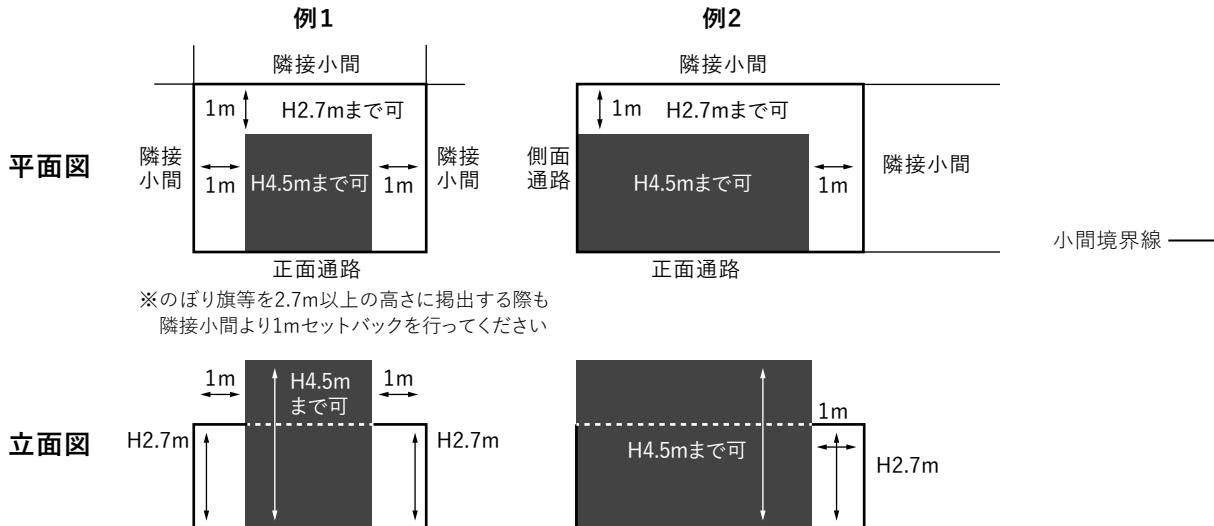 例1
隣接小間
1m
H2.7mまで可
平面図
隣接
小間
1m
H4.5mまで可
1m
隣接
小間
正面通路
例2
隣接小間
1m
H2.7mまで可
側面
通路
H4.5mまで可
1m
隣接小間
正面通路
小間境界線
※のぼり旗等を2.7m以上の高さに掲出する際も
隣接小間より1mセットバックを行ってください
立面図
1m
H4.5m
まで可
1m
H2.7m
H2.7m
H4.5mまで可
1m
H2.7m